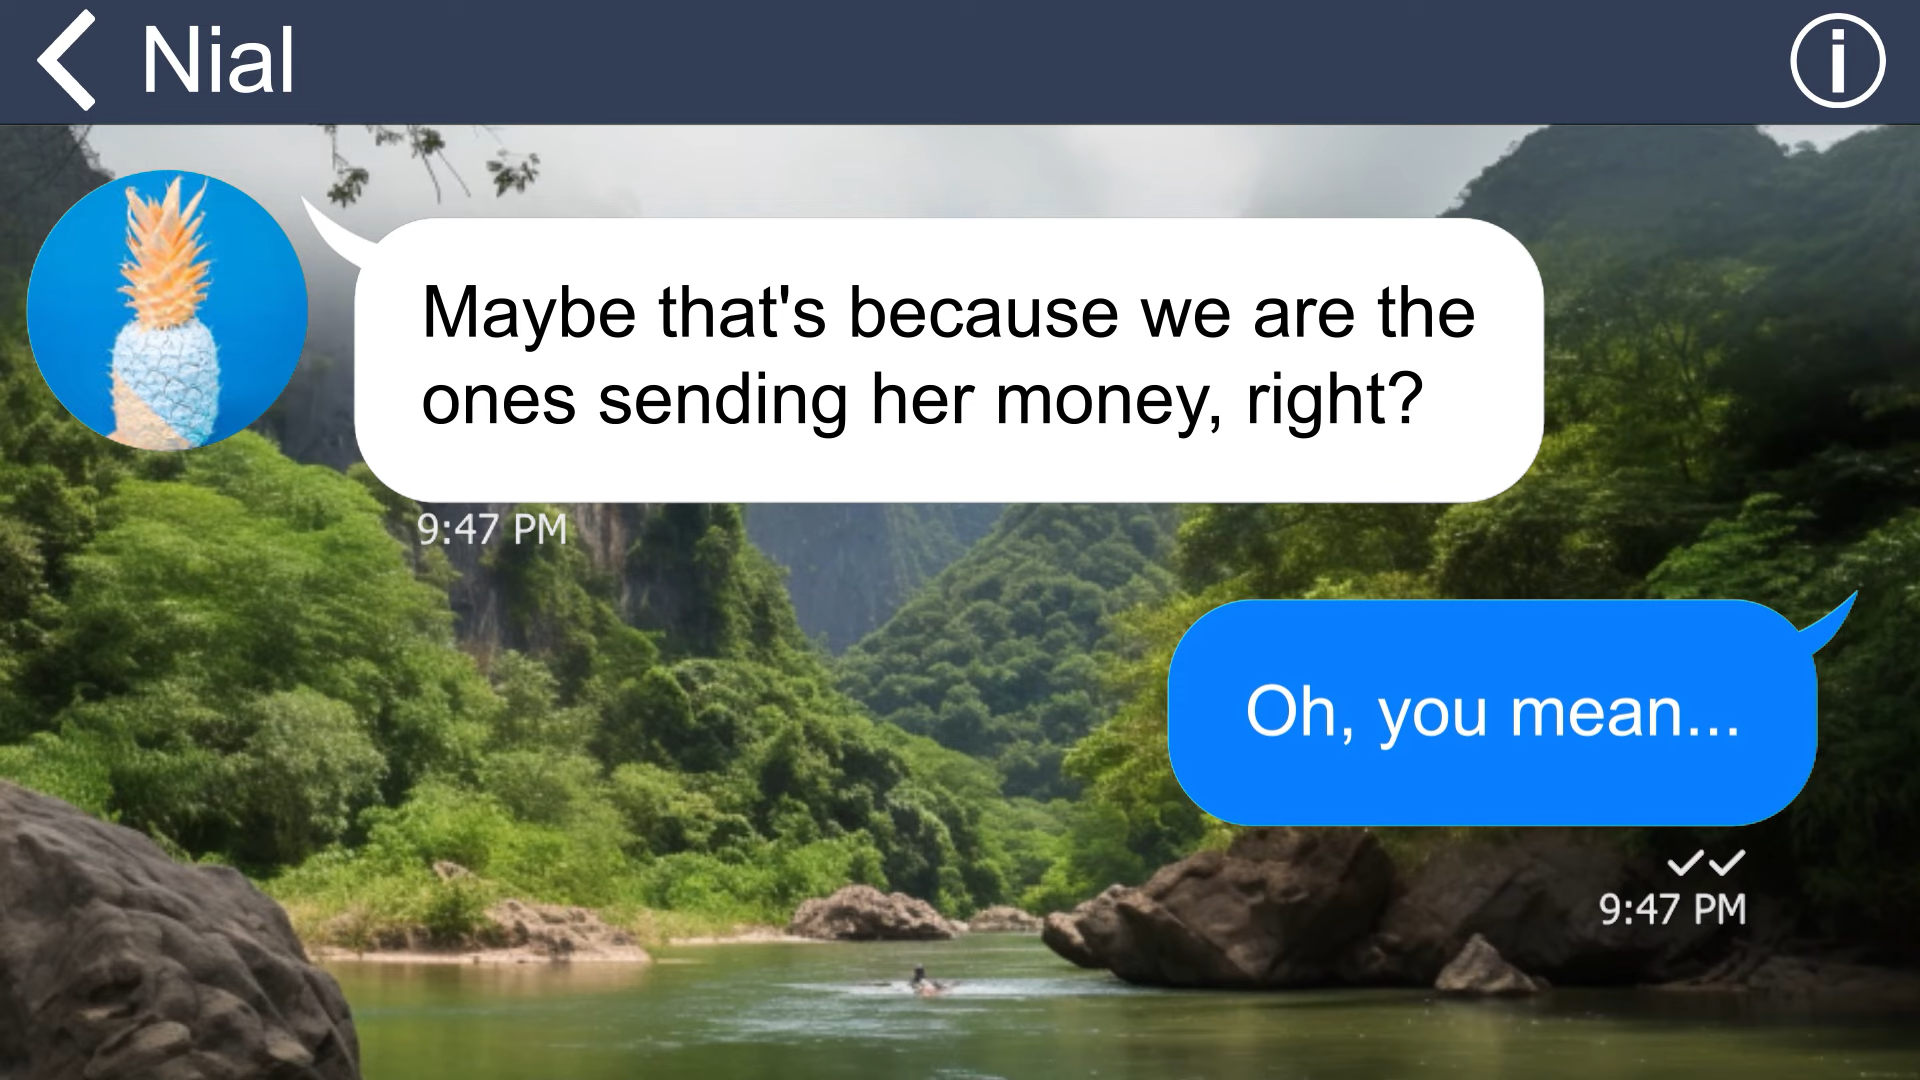 Nial
Maybe that's because we are the
ones sending her money, right?
9:47 PM
Oh, you mean...
9:47 PM